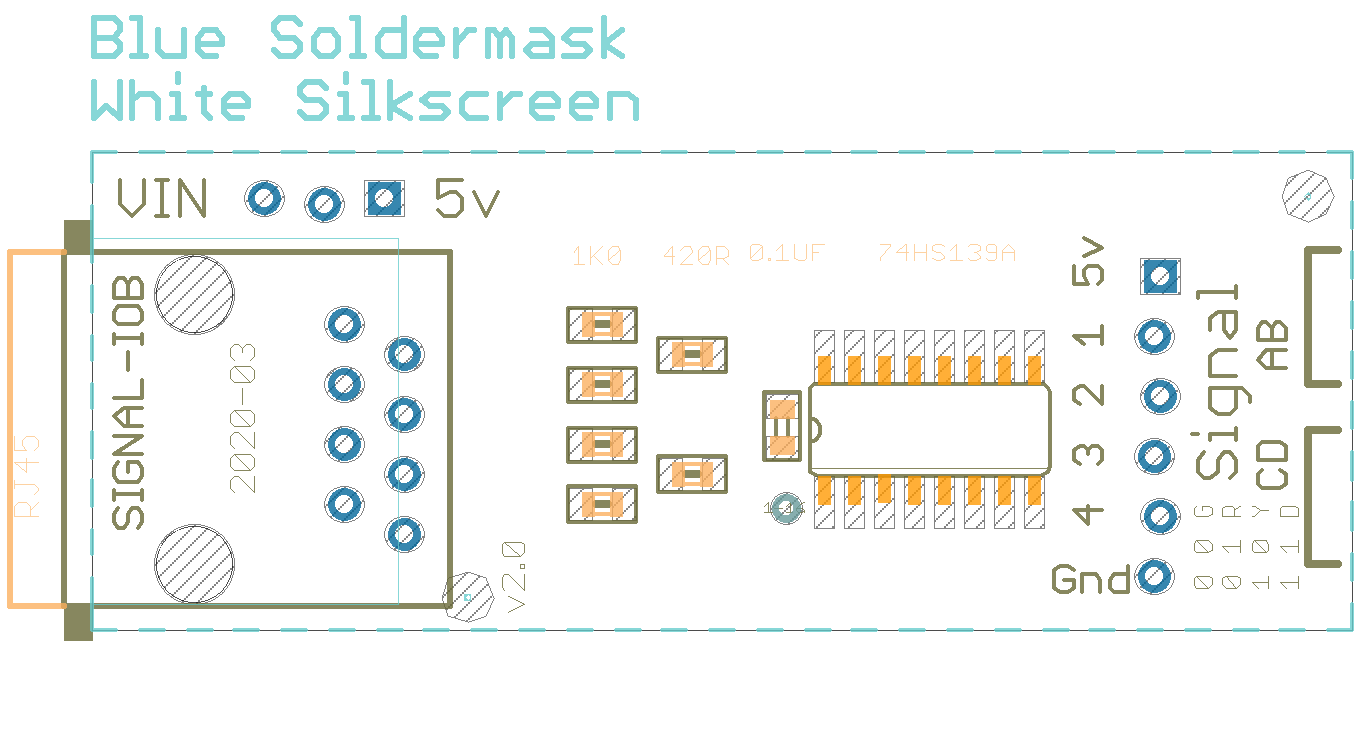 Blue Soldermask
White Silkscreen
VIN
5v
1K0
420R
0.1UF
74HS139A
RJ45
SIGNAL-IOB
2020-03
v2.0
5v
1
2
3
4
Gnd
Signal
AB
CD
0 0 G
0 1 R
1 0 Y
1 1 D